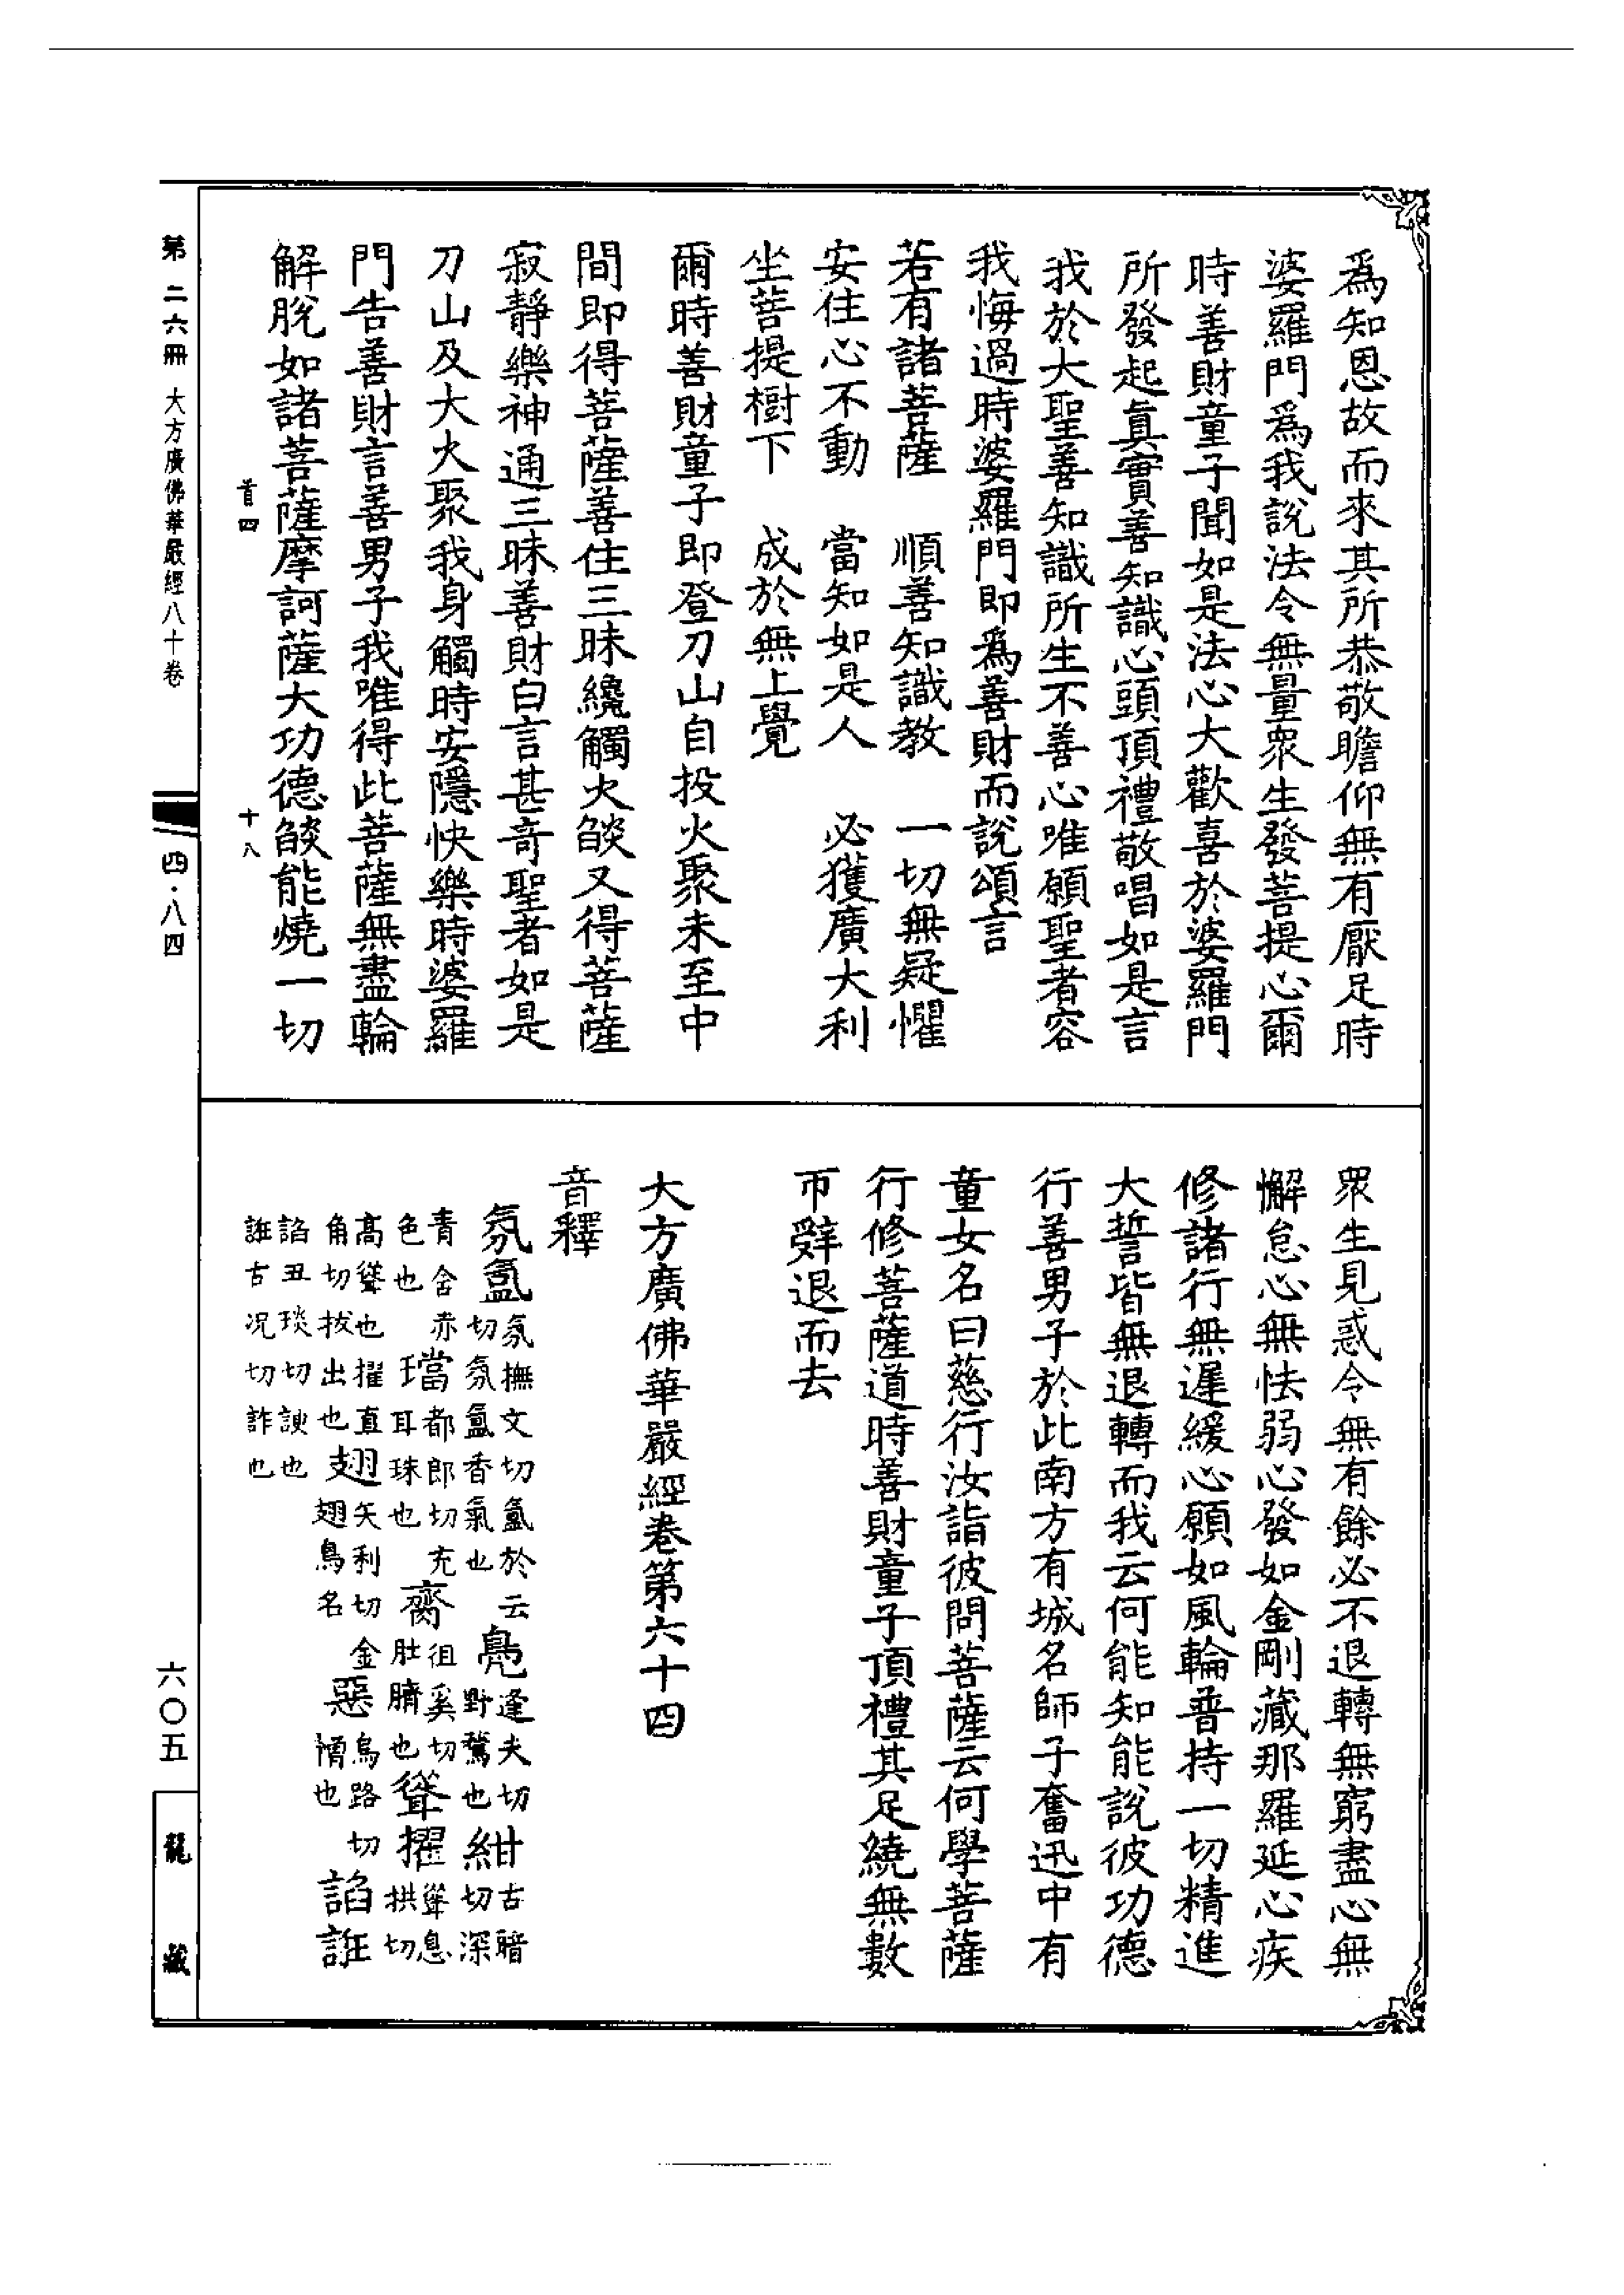 爲知恩故而來其所恭敬瞻仰無有厭足時
婆羅門爲我說法令無量眾生發菩提心爾
時善財童子聞如是法心大歡喜於婆羅門
所發起眞實善知識心頭頂禮敬唱如是言
我於大聖善知識所生不善心唯願聖者容
我悔過時婆羅門即爲善財而說頌言
若有諸菩薩　順善知識教　一切無疑懼
安住心不動　當知如是人　必獲廣大利
坐菩提樹下　成於無上覺
爾時善財童子即登刀山自投火聚未至中
間即得菩薩善住三昧纔觸火𦦨又得菩薩
寂靜樂神通三昧善財白言甚奇聖者如是
刀山及大火聚我身觸時安隱快樂時婆羅
門告善財言善男子我唯得此菩薩無盡輪
解脫如諸菩薩摩訶薩大功德𦦨能燒一切
首四　十八
眾生見惑令無有餘必不退轉無窮盡心無
懈怠心無怯弱心發如金剛藏那羅延心疾
修諸行無遲緩心願如風輪普持一切精進
大誓皆無退轉而我云何能知能說彼功德
行善男子於此南方有城名師子奮迅中有
童女名曰慈行汝詣彼問菩薩云何學菩薩
行修菩薩道時善財童子頂禮其足繞無數
帀辭退而去
大方廣佛華嚴經卷第六十四
音釋
氛氳氛撫文切氳於云切氛氳香氣也 鳧逢夫切野鶩也 紺古暗切深
青含赤色也 璫都郎切充耳珠也 齎徂奚切肚臍也 聳擢聳息拱切
高聳也擢直角切拔出也 翅矢利切金翅鳥名 惡烏路切憎也 諂誑
諂丑琰切諛也誑古況切詐也
第二六冊 大方廣佛華嚴經八十卷
四·八四
六〇五
龍藏